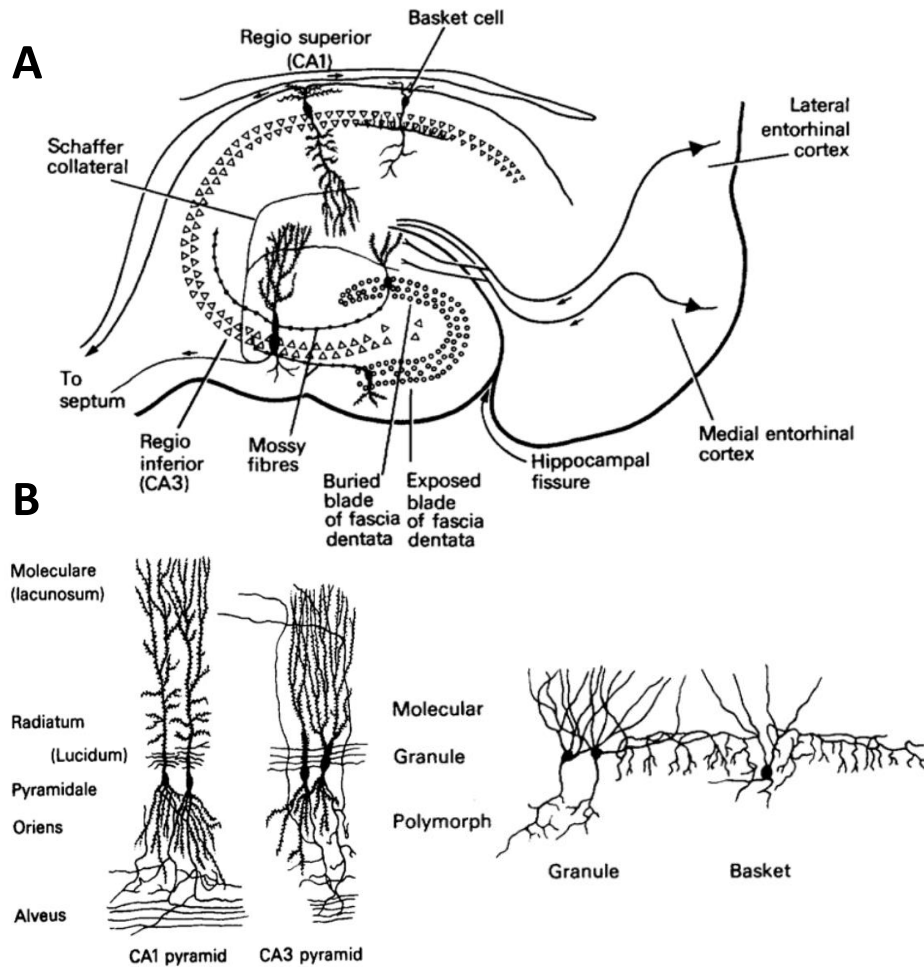 A
Basket cell
Regio superior
(CA1)
Lateral
entorhinal
cortex
Schaffer
collateral
To
septum
Regio
inferior
(CA3)
Mossy
fibres
Buried
blade
of fascia
dentata
Exposed
blade
of fascia
dentata
Hippocampal
fissure
Medial entorhinal
cortex
B
Moleculare
(lacunosum)
Radiatum
(Lucidum)
Pyramidale
Oriens
Alveus
CA1 pyramid
CA3 pyramid
Molecular
Granule
Polymorph
Granule
Basket